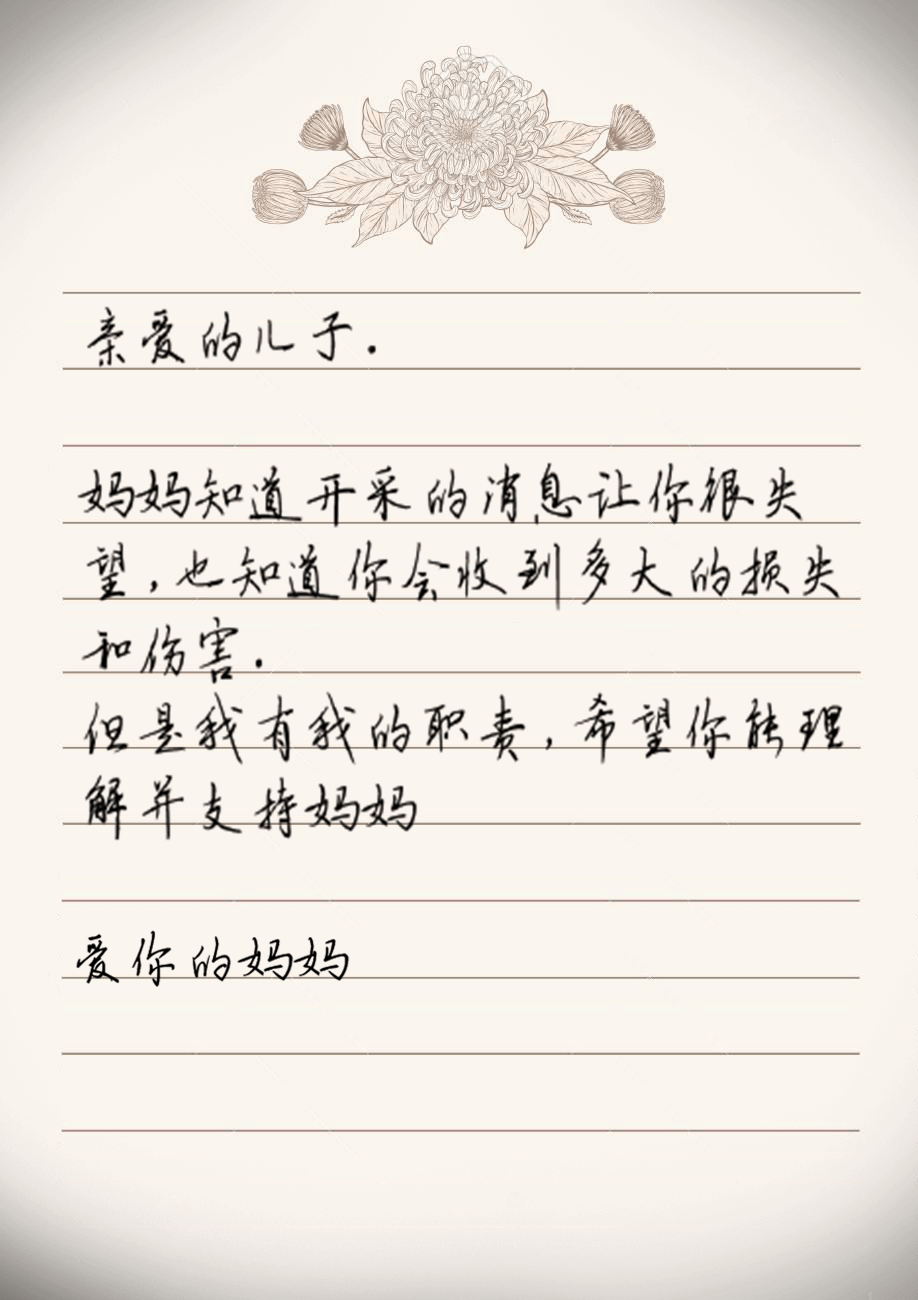 亲爱的儿子.
妈妈知道开采的消息让你很失
望,也知道你会收到多大的损失
和伤害.
但是我有我的职责,希望你能理
解并支持妈妈
爱你的妈妈